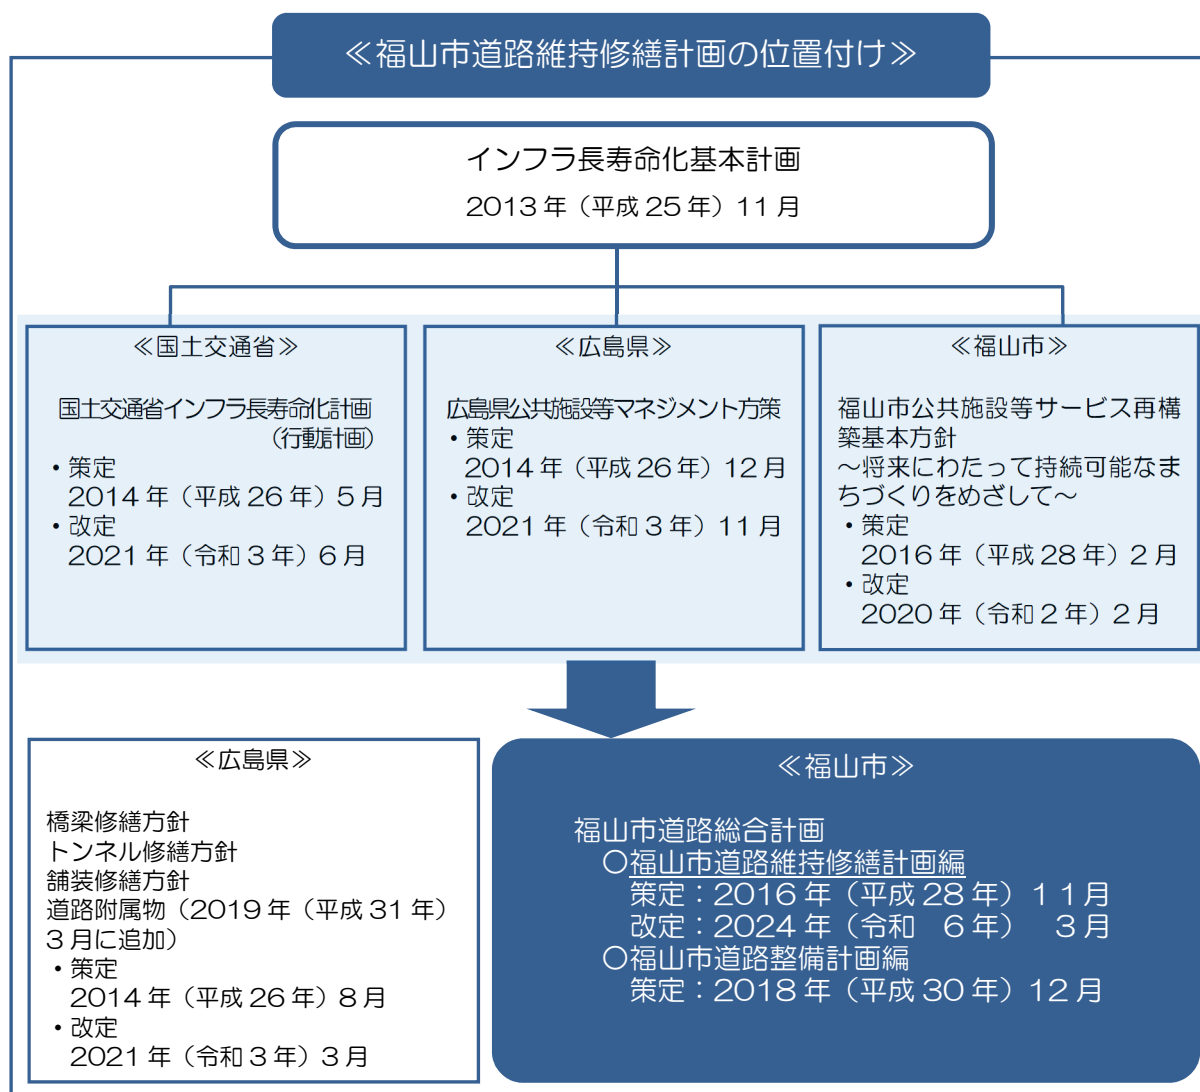 ≪福山市道路維持修繕計画の位置付け≫
インフラ長寿命化基本計画
2013年（平成25年）11月
≪国土交通省≫
国土交通省インフラ長寿命化計画
（行動計画）
・策定
2014年（平成26年）5月
・改定
2021年（令和3年）6月
≪広島県≫
広島県公共施設等マネジメント方策
・策定
2014年（平成26年）12月
・改定
2021年（令和3年）11月
≪福山市≫
福山市公共施設等サービス再構
築基本方針
～将来にわたって持続可能なま
ちづくりをめざして～
・策定
2016年（平成28年）2月
・改定
2020年（令和2年）2月
≪広島県≫
橋梁修繕方針
トンネル修繕方針
舗装修繕方針
道路附属物（2019年（平成31年）
3月に追加）
・策定
2014年（平成26年）8月
・改定
2021年（令和3年）3月
≪福山市≫
福山市道路総合計画
○福山市道路維持修繕計画編
策定：2016年（平成28年）11月
改定：2024年（令和　6年）　3月
○福山市道路整備計画編
策定：2018年（平成30年）12月